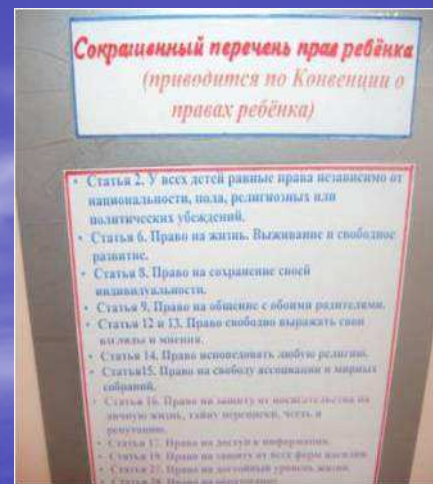 Сокращенный перечень прав ребёнка
(приводится по Конвенции о
правах ребёнка)
• Статья 2. У всех детей равные права независимо от
национальности, пола, религиозных или
политических убеждений.
• Статья 6. Право на жизнь. Выживание и свободное
развитие.
• Статья 8. Право на сохранение своей
индивидуальности.
• Статья 9. Право на общение с обоими родителями.
• Статья 12 и 13. Право свободно выражать свои
взгляды и мнения.
• Статья 14. Право исповедовать любую религию.
• Статья15. Право на свободу ассоциации и мирных
собраний.
• Статья 16. Право на защиту от посягательства на
личную жизнь, тайну переписки, честь и
репутацию.
• Статья 17. Право на доступ к информации.
• Статья 19. Право на защиту от всех форм насилия.
• Статья 27. Право на достойный уровень жизни.
• Статья 28. Право на образование.